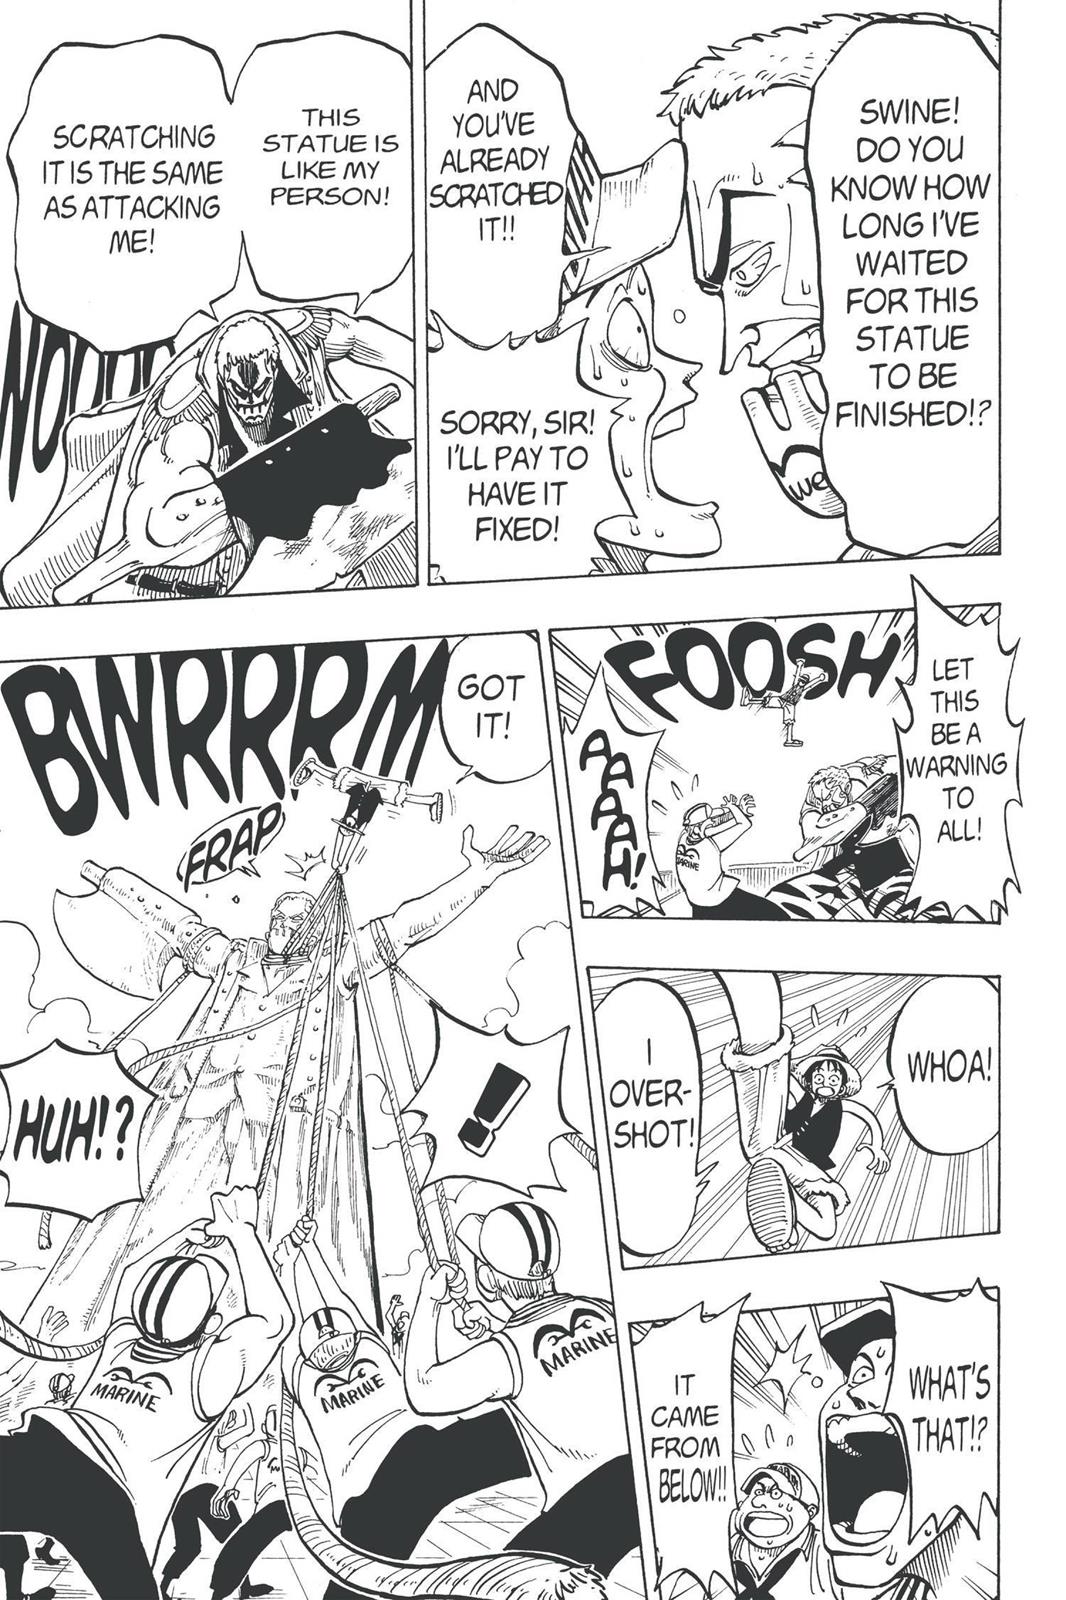 SWINE!
DO YOU
KNOW HOW
LONG I'VE
WAITED
FOR THIS
STATUE
TO BE
FINISHED!?
AND
YOU'VE
ALREADY
SCRATCHED
IT!!
SORRY, SIR!
I'LL PAY TO
HAVE IT
FIXED!
THIS
STATUE IS
LIKE MY
PERSON!
SCRATCHING
IT IS THE SAME
AS ATTACKING
ME!
LET
THIS
BE A
WARNING
TO
ALL!
FOOSH
AAAAH!
MARINE
WHOA!
I
OVER-
SHOT!
WHAT'S
THAT!?
IT
CAME
FROM
BELOW!!
GOT
IT!
BWRRRM
FRAP
!
HUH!?
MARINE
MARINE
MARINE